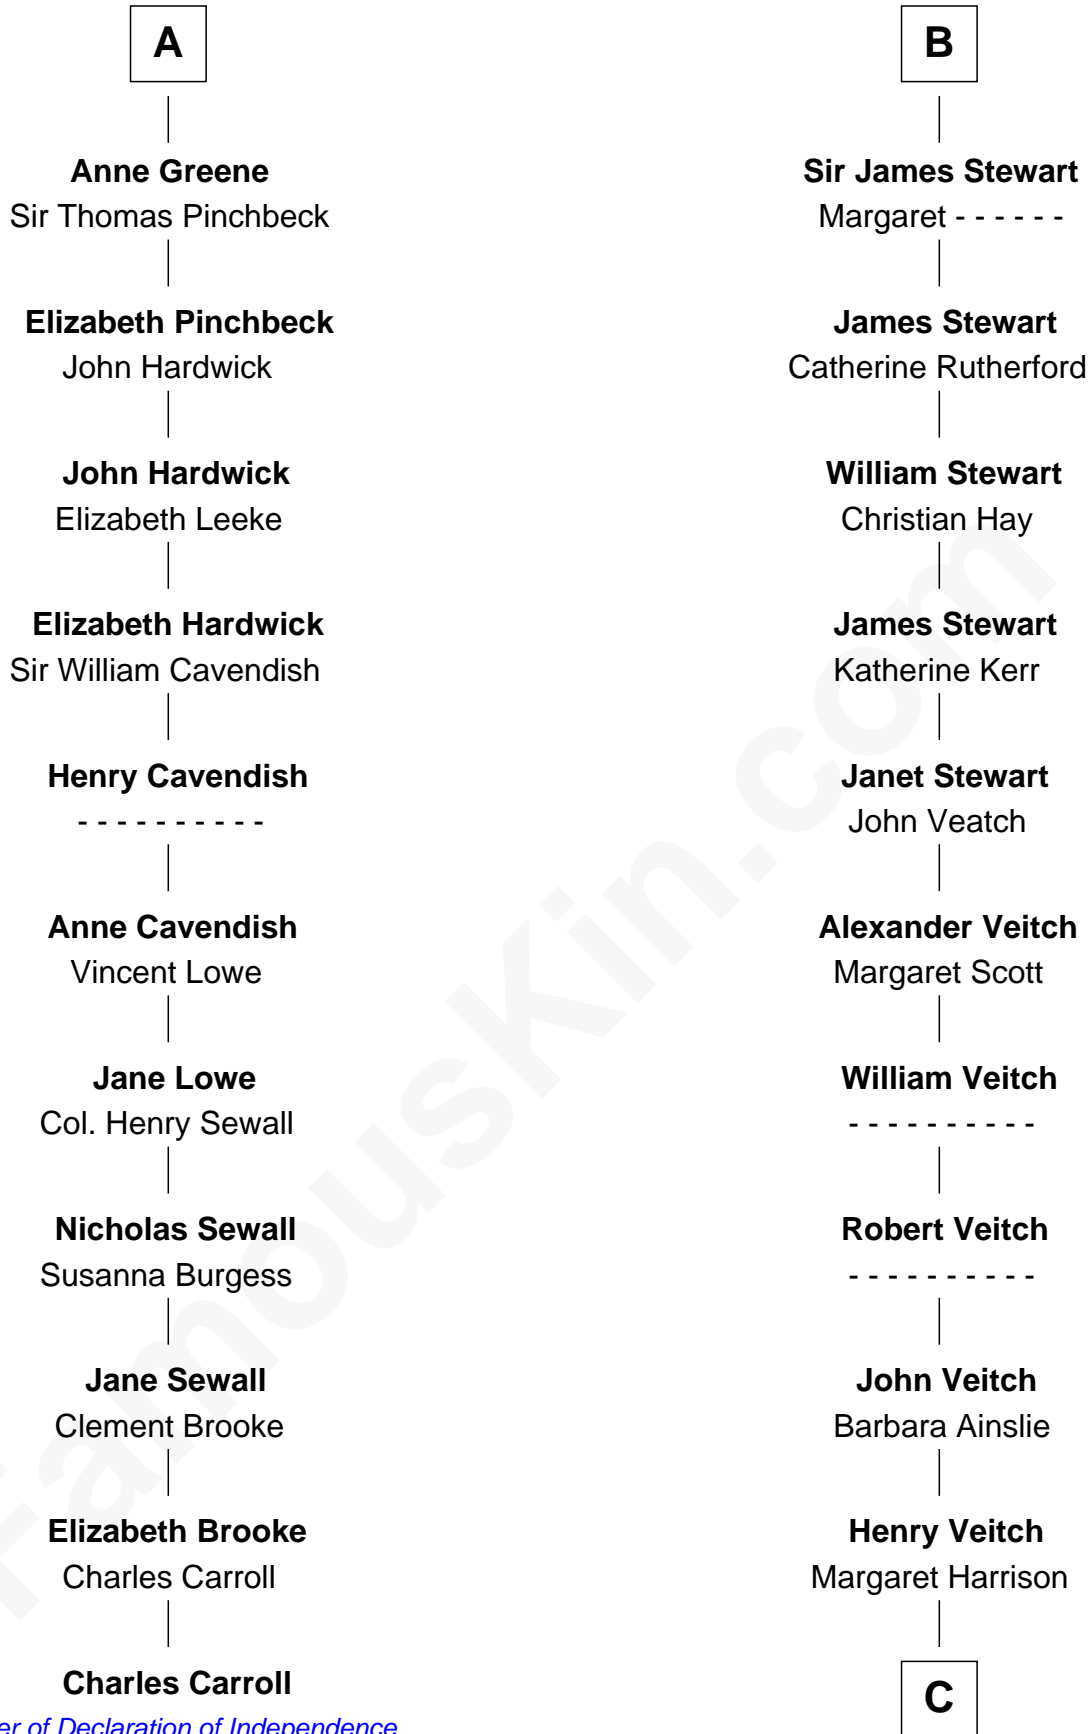 A
Anne Greene
Sir Thomas Pinchbeck
Elizabeth Pinchbeck
John Hardwick
John Hardwick
Elizabeth Leeke
Elizabeth Hardwick
Sir William Cavendish
Henry Cavendish
- - - - - - - - - -
Anne Cavendish
Vincent Lowe
Jane Lowe
Col. Henry Sewall
Nicholas Sewall
Susanna Burgess
Jane Sewall
Clement Brooke
Elizabeth Brooke
Charles Carroll
Charles Carroll
er of Declaration of Independence
B
Sir James Stewart
Margaret - - - - - -
James Stewart
Catherine Rutherford
William Stewart
Christian Hay
James Stewart
Katherine Kerr
Janet Stewart
John Veatch
Alexander Veitch
Margaret Scott
William Veitch
- - - - - - - - - -
Robert Veitch
- - - - - - - - - -
John Veitch
Barbara Ainslie
Henry Veitch
Margaret Harrison
C
FamousKin.com